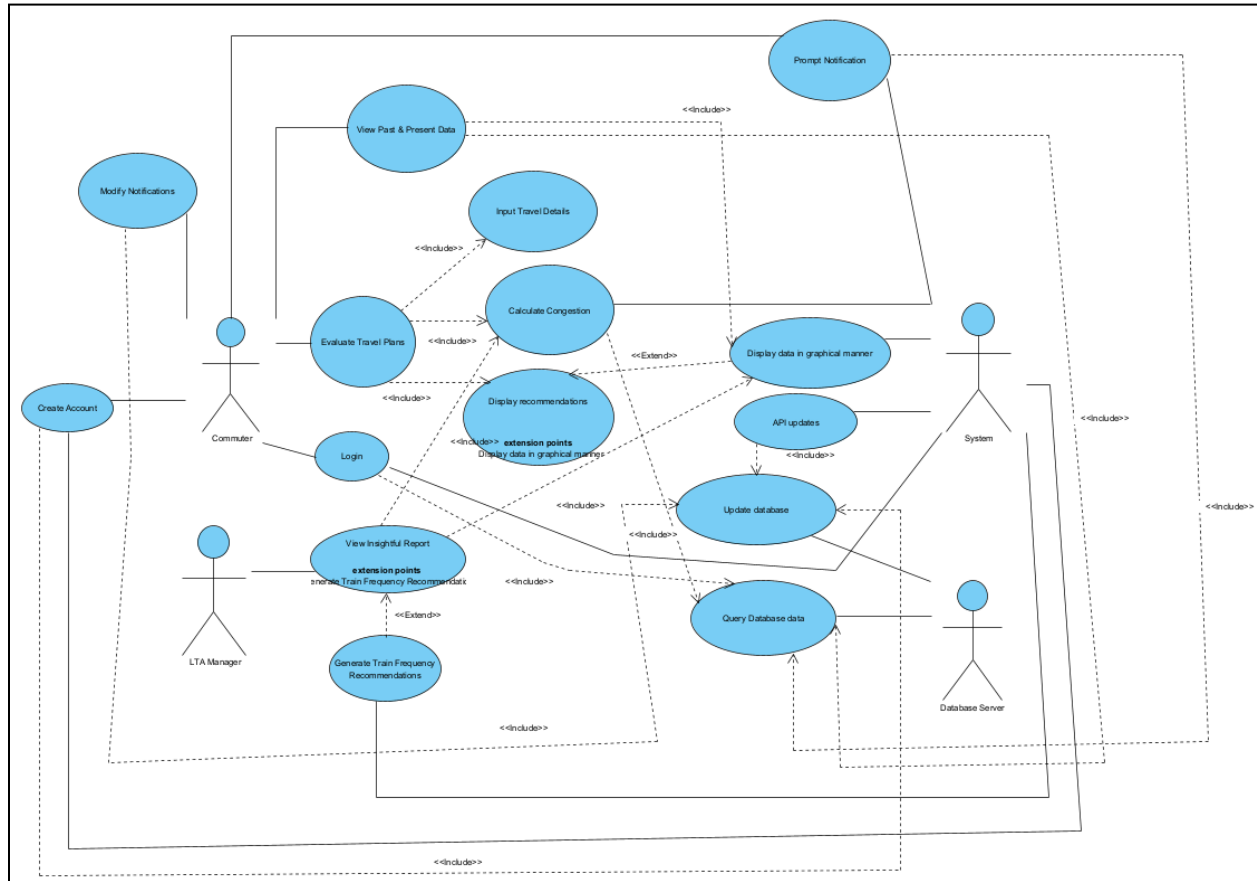 Prompt Notification
<<Include>>
View Past & Present Data
Modify Notifications
Input Travel Details
<<Include>>
Calculate Congestion
Evaluate Travel Plans
<<Include>>
Display data in graphical manner
<<Extend>>
Create Account
<<Include>>
Display recommendations
extension points
Display data in graphical manner
<<Include>>
API updates
<<Include>>
Commuter
System
Login
<<Include>>
<<Include>>
<<Include>>
Update database
<<Include>>
View Insightful Report
extension points
enerate Train Frequency Recommendatio
<<Include>>
<<Include>>
<<Extend>>
Query Database data
LTA Manager
Generate Train Frequency
Recommendations
Database Server
<<Include>>
<<Include>>